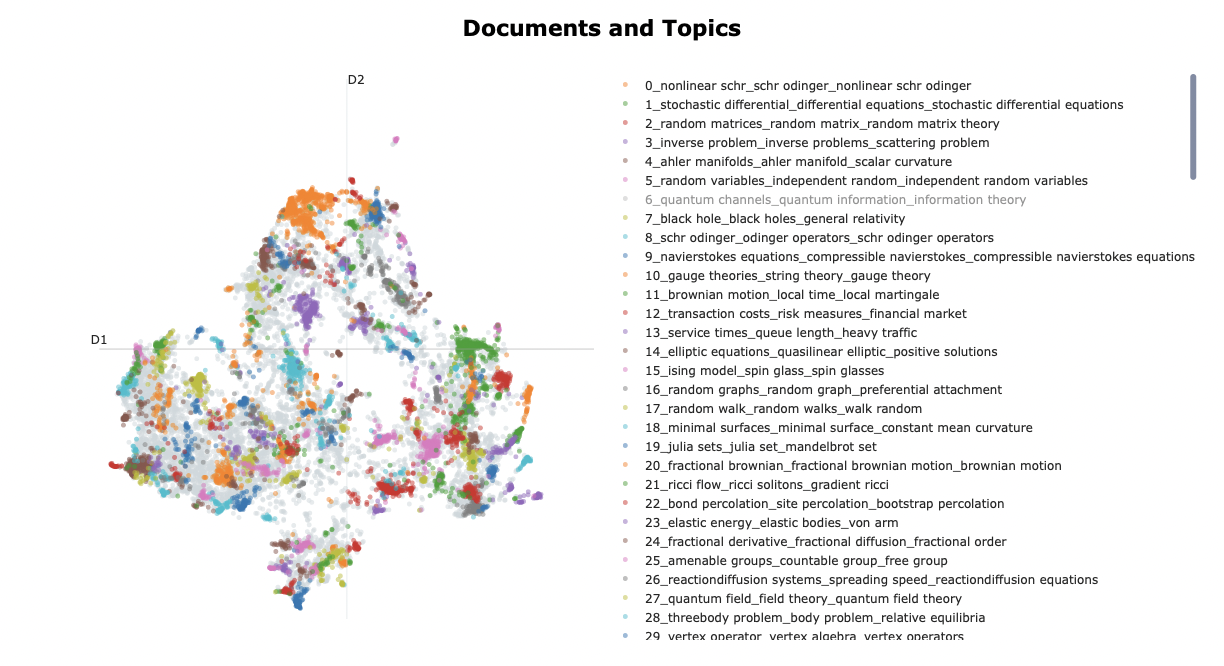 Documents and Topics
D2
D1
0_nonlinear schr_schr odinger_nonlinear schr odinger
1_stochastic differential_differential equations_stochastic differential equations
2_random matrices_random matrix_random matrix theory
3_inverse problem_inverse problems_scattering problem
4_ahler manifolds_ahler manifold_scalar curvature
5_random variables_independent random_independent random variables
6_quantum channels_quantum information_information theory
7_black hole_black holes_general relativity
8_schr odinger_odinger operators_schr odinger operators
9_navierstokes equations_compressible navierstokes_compressible navierstokes equations
10_gauge theories_string theory_gauge theory
11_brownian motion_local time_local martingale
12_transaction costs_risk measures_financial market
13_service times_queue length_heavy traffic
14_elliptic equations_quasilinear elliptic_positive solutions
15_ising model_spin glass_spin glasses
16_random graphs_random graph_preferential attachment
17_random walk_random walks_walk random
18_minimal surfaces_minimal surface_constant mean curvature
19_julia sets_julia set_mandelbrot set
20_fractional brownian_fractional brownian motion_brownian motion
21_ricci flow_ricci solitons_gradient ricci
22_bond percolation_site percolation_bootstrap percolation
23_elastic energy_elastic bodies_von arm
24_fractional derivative_fractional diffusion_fractional order
25_amenable groups_countable group_free group
26_reactiondiffusion systems_spreading speed_reactiondiffusion equations
27_quantum field_field theory_quantum field theory
28_threebody problem_body problem_relative equilibria
29_vertex operator_vertex algebra_vertex operators